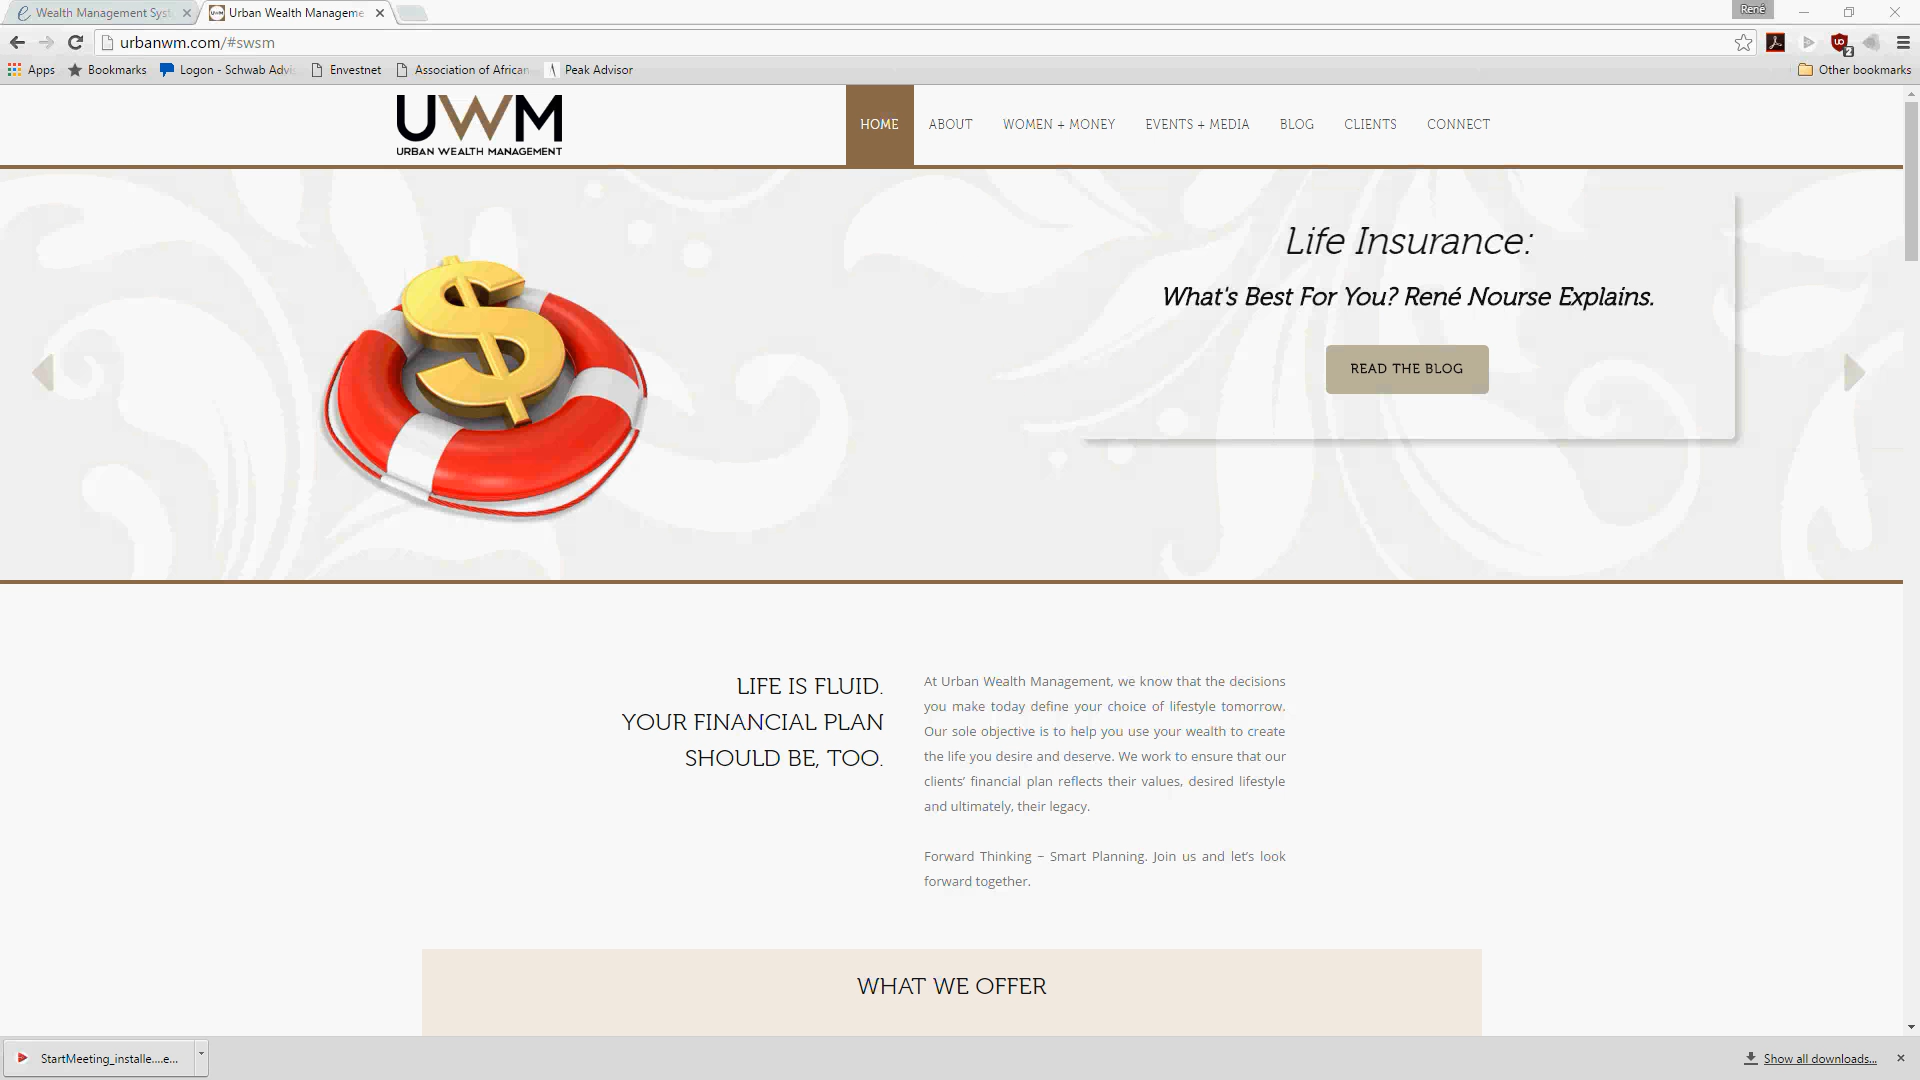 Wealth Management Syst
Urban Wealth Manageme
René
urbanwm.com/#swsm
2
Apps
Bookmarks
Logon - Schwab Advi
Envestnet
Association of African
Peak Advisor
Other bookmarks
UWM
URBAN WEALTH MANAGEMENT
HOME
ABOUT
WOMEN + MONEY
EVENTS + MEDIA
BLOG
CLIENTS
CONNECT
Life Insurance:
What's Best For You? René Nourse Explains.
READ THE BLOG
LIFE IS FLUID.
YOUR FINANCIAL PLAN
SHOULD BE, TOO.
At Urban Wealth Management, we know that the decisions
you make today define your choice of lifestyle tomorrow.
Our sole objective is to help you use your wealth to create
the life you desire and deserve. We work to ensure that our
clients’ financial plan reflects their values, desired lifestyle
and ultimately, their legacy.
Forward Thinking – Smart Planning. Join us and let’s look
forward together.
WHAT WE OFFER
StartMeeting_installe....e...
Show all downloads...